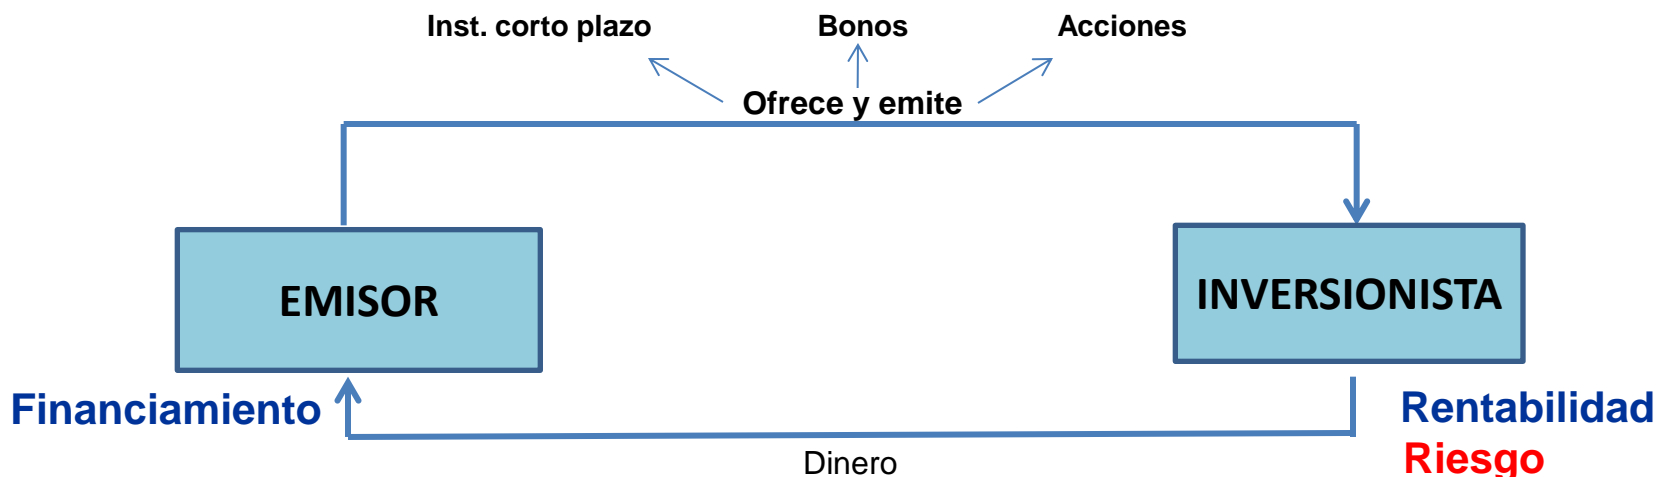 Inst. corto plazo
Bonos
Acciones
Ofrece y emite
EMISOR
INVERSIONISTA
Financiamiento
Rentabilidad
Riesgo
Dinero